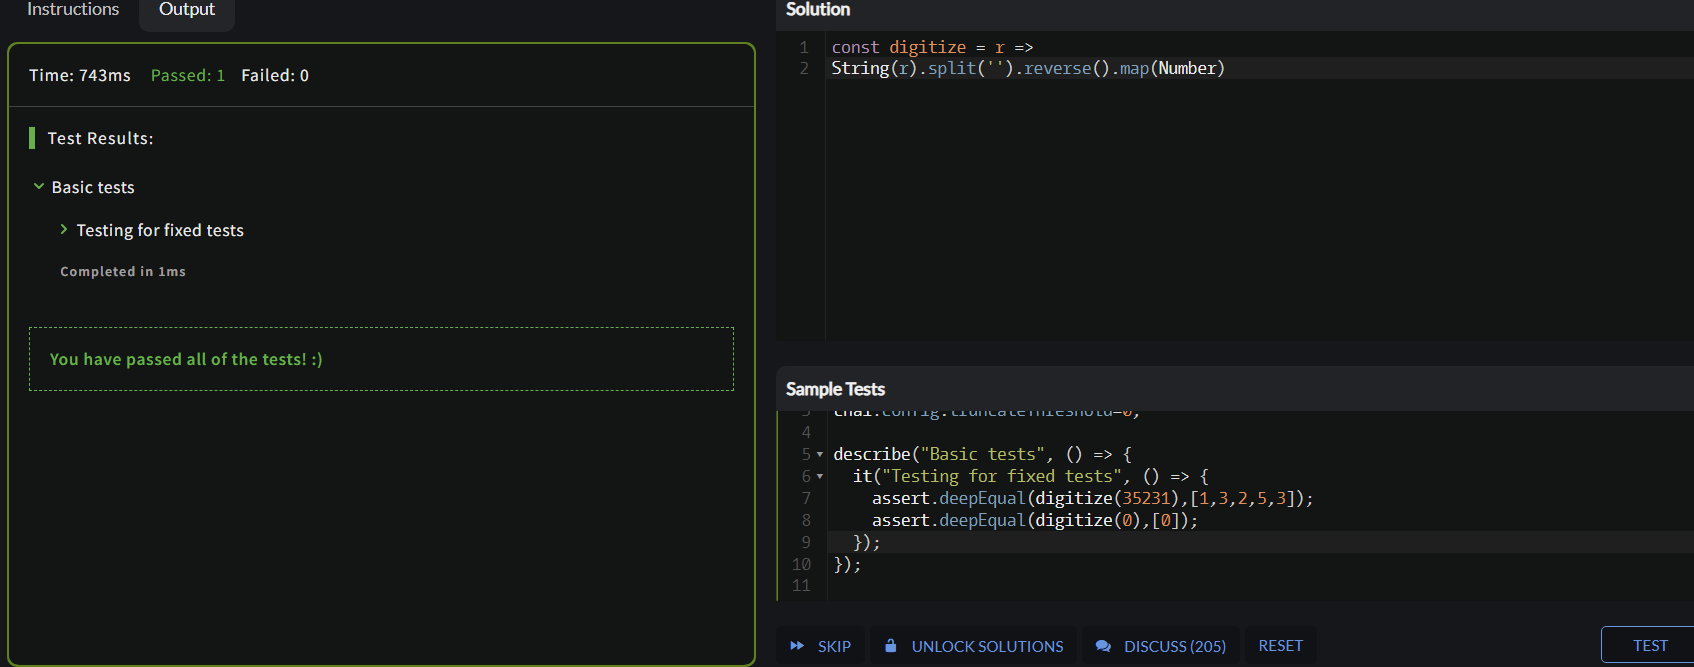 Instructions
Output
Time: 743ms Passed: 1 Failed: 0
Test Results:
Basic tests
Testing for fixed tests
Completed in 1ms
You have passed all of the tests! :)
Solution
1 const digitize = r =>
2 String(r).split('').reverse().map(Number)
Sample Tests
3 chai.config.truncateThreshold=0;
4
5 describe("Basic tests", () => {
6 it("Testing for fixed tests", () => {
7 assert.deepEqual(digitize(35231),[1,3,2,5,3]);
8 assert.deepEqual(digitize(0),[0]);
9 });
10 });
11
SKIP
UNLOCK SOLUTIONS
DISCUSS (205)
RESET
TEST